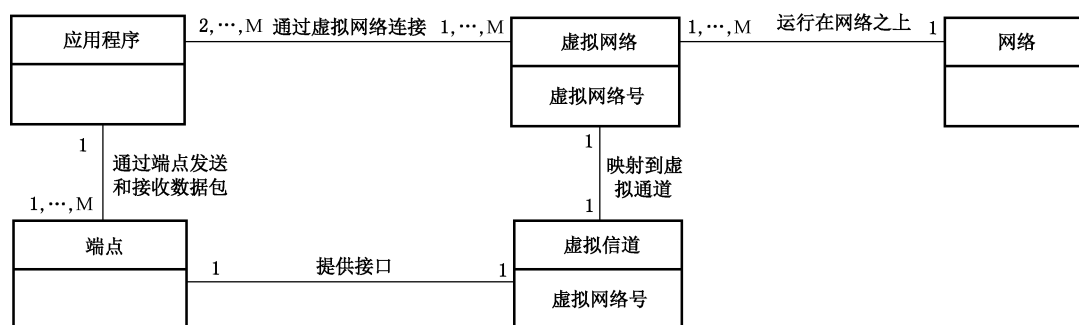 应用程序
2,…,M 通过虚拟网络连接 1,…,M
虚拟网络
虚拟网络号
1,…,M 运行在网络之上 1
网络
1
通过端点发送
和接收数据包
1,…,M
1
映射到虚
拟通道
1
端点
1 提供接口 1
虚拟信道
虚拟网络号